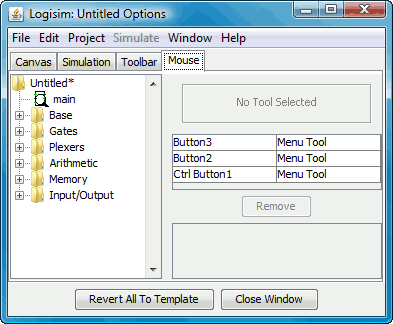 Logisim: Untitled Options
File Edit Project Simulate Window Help
Canvas Simulation Toolbar Mouse
Untitled*
main
Base
Gates
Plexers
Arithmetic
Memory
Input/Output
No Tool Selected
Button3 Menu Tool
Button2 Menu Tool
Ctrl Button1 Menu Tool
Remove
Revert All To Template Close Window